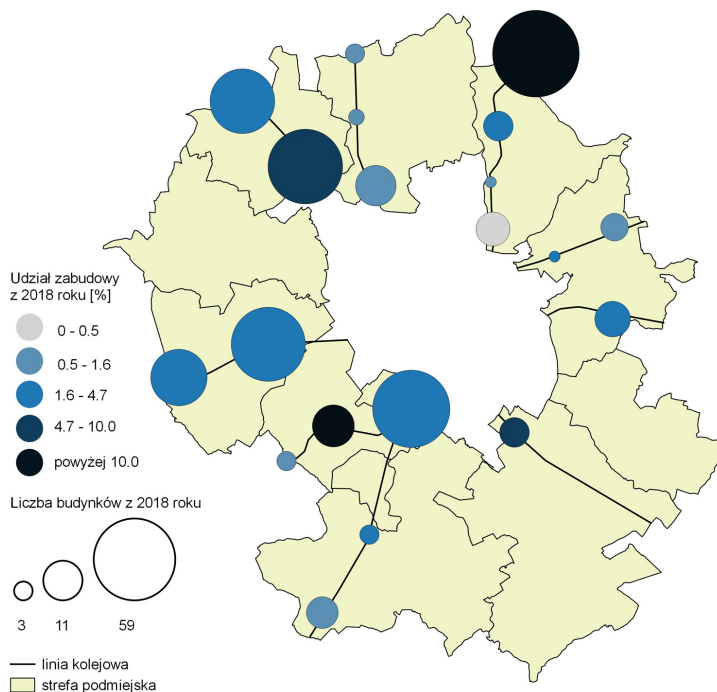 Udział zabudowy
z 2018 roku [%]
0 - 0.5
0.5 - 1.6
1.6 - 4.7
4.7 - 10.0
powyżej 10.0
Liczba budynków z 2018 roku
3 11 59
linia kolejowa
strefa podmiejska